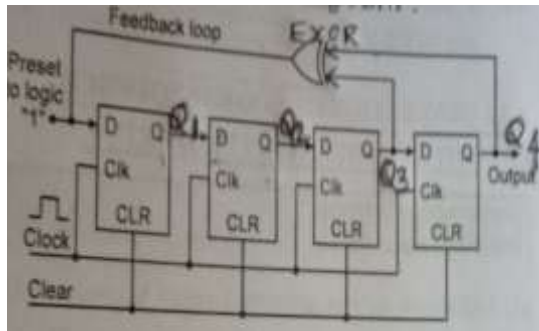 Feedback loop
EXOR
Preset
to logic
"1"
D Q Q1 D Q Q2 D Q Q3 D Q Q4
Output
Clk Clk Clk Clk
CLR CLR CLR CLR
Clock
Clear